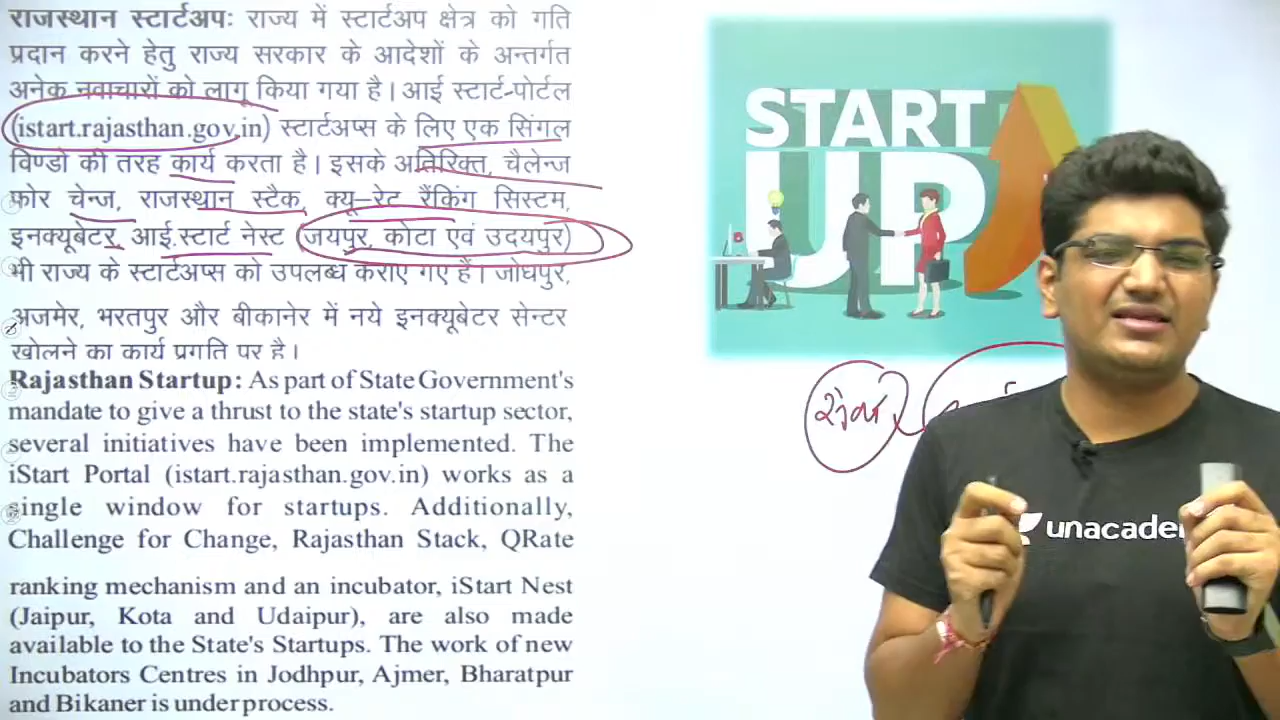 राजस्थान स्टार्टअपः राज्य में स्टार्टअप क्षेत्र को गति
प्रदान करने हेतु राज्य सरकार के आदेशों के अन्तर्गत
अनेक नवाचारों को लागू किया गया है। आई स्टार्ट-पोर्टल
(istart.rajasthan.gov.in) स्टार्टअप्स के लिए एक सिंगल
विण्डो की तरह कार्य करता है। इसके अतिरिक्त, चैलेन्ज
फोर चेन्ज, राजस्थान स्टैक, क्यू-रेट रैंकिंग सिस्टम,
इनक्यूबेटर, आई.स्टार्ट नेस्ट (जयपुर, कोटा एवं उदयपुर)
भी राज्य के स्टार्टअप्स को उपलब्ध कराए गए हैं। जोधपुर,
अजमेर, भरतपुर और बीकानेर में नये इनक्यूबेटर सेन्टर
खोलने का कार्य प्रगति पर है।
Rajasthan Startup: As part of State Government's
mandate to give a thrust to the state's startup sector,
several initiatives have been implemented. The
iStart Portal (istart.rajasthan.gov.in) works as a
single window for startups. Additionally,
Challenge for Change, Rajasthan Stack, QRate
ranking mechanism and an incubator, iStart Nest
(Jaipur, Kota and Udaipur), are also made
available to the State's Startups. The work of new
Incubators Centres in Jodhpur, Ajmer, Bharatpur
and Bikaner is under process.
START
UP
unacade